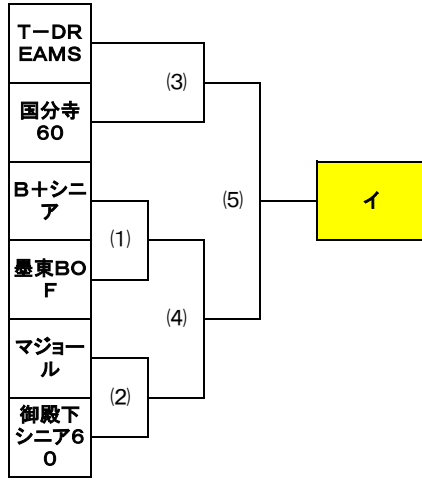 T－DR
EAMS
(3)
国分寺
60
B＋シニ
ア
(5)
イ
(1)
墨東BO
F
(4)
マジョー
ル
(2)
御殿下
シニア6
0